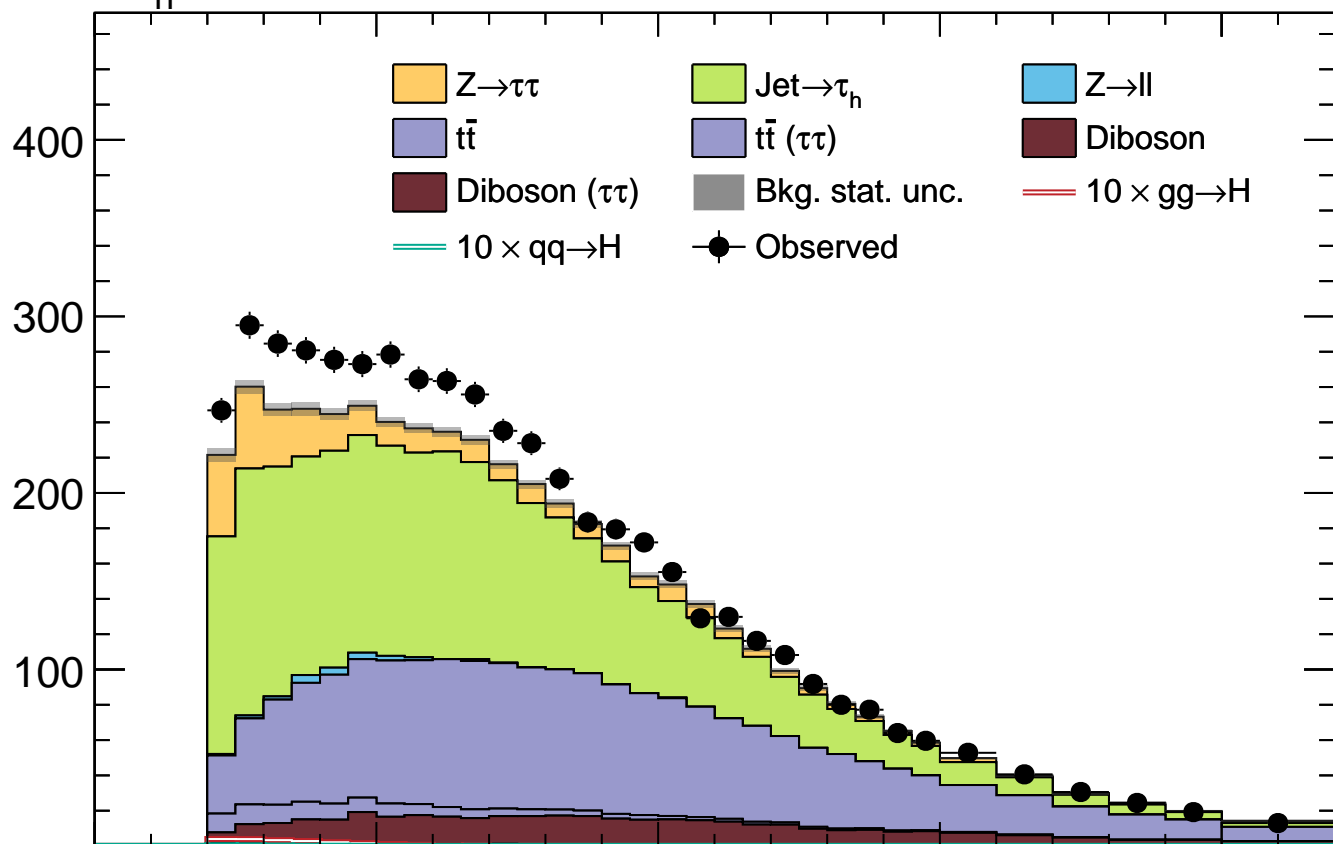 H
Z→ττ Jet→τh Z→ll
tt̄ tt̄ (ττ) Diboson
Diboson (ττ) Bkg. stat. unc. 10 × gg→H
10 × qq→H Observed
400
300
200
100